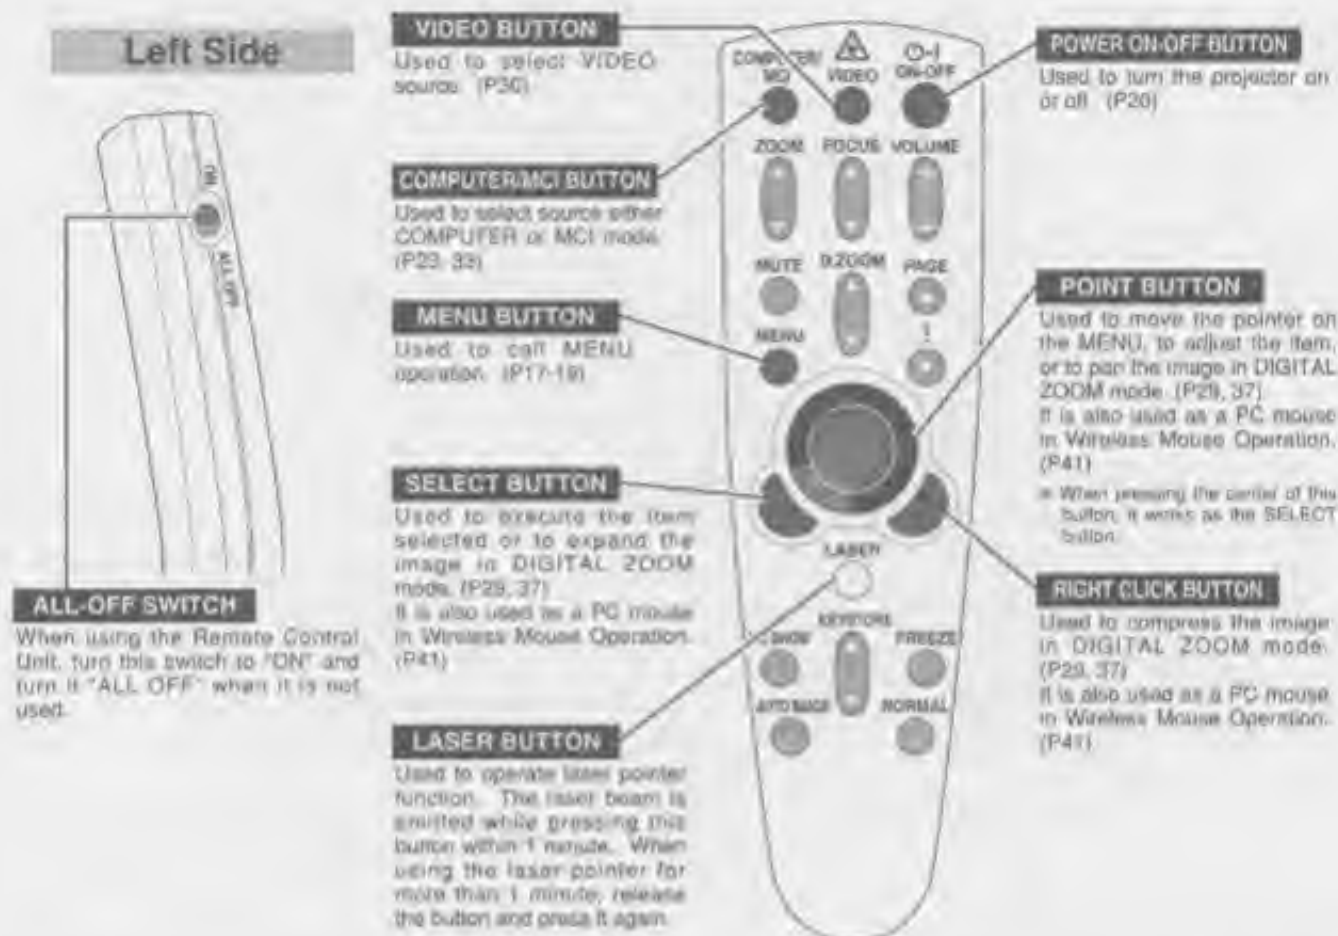 Left Side
ON
ALL OFF
ALL-OFF SWITCH
When using the Remote Control
Unit, turn this switch to "ON" and
turn it "ALL OFF" when it is not
used.
VIDEO BUTTON
Used to select VIDEO
source. (P30)
COMPUTER/MCI BUTTON
Used to select source either
COMPUTER or MCI mode.
(P23, 33)
MENU BUTTON
Used to call MENU
operation. (P17-19)
SELECT BUTTON
Used to execute the item
selected or to expand the
image in DIGITAL ZOOM
mode. (P29, 37)
It is also used as a PC mouse
in Wireless Mouse Operation.
(P41)
LASER BUTTON
Used to operate laser pointer
function. The laser beam is
emitted while pressing this
button within 1 minute. When
using the laser pointer for
more than 1 minute, release
the button and press it again.
COMPUTER/
MCI
VIDEO
ON-OFF
ZOOM FOCUS VOLUME
MUTE D.ZOOM PAGE
MENU
LASER
KEYSTONE
FREEZE
AUTO IMAGE
NORMAL
POWER ON-OFF BUTTON
Used to turn the projector on
or off. (P20)
POINT BUTTON
Used to move the pointer on
the MENU, to adjust the item,
or to pan the image in DIGITAL
ZOOM mode. (P29, 37)
It is also used as a PC mouse
in Wireless Mouse Operation.
(P41)
When pressing the center of this
button, it works as the SELECT
button.
RIGHT CLICK BUTTON
Used to compress the image
in DIGITAL ZOOM mode.
(P29, 37)
It is also used as a PC mouse
in Wireless Mouse Operation.
(P41)